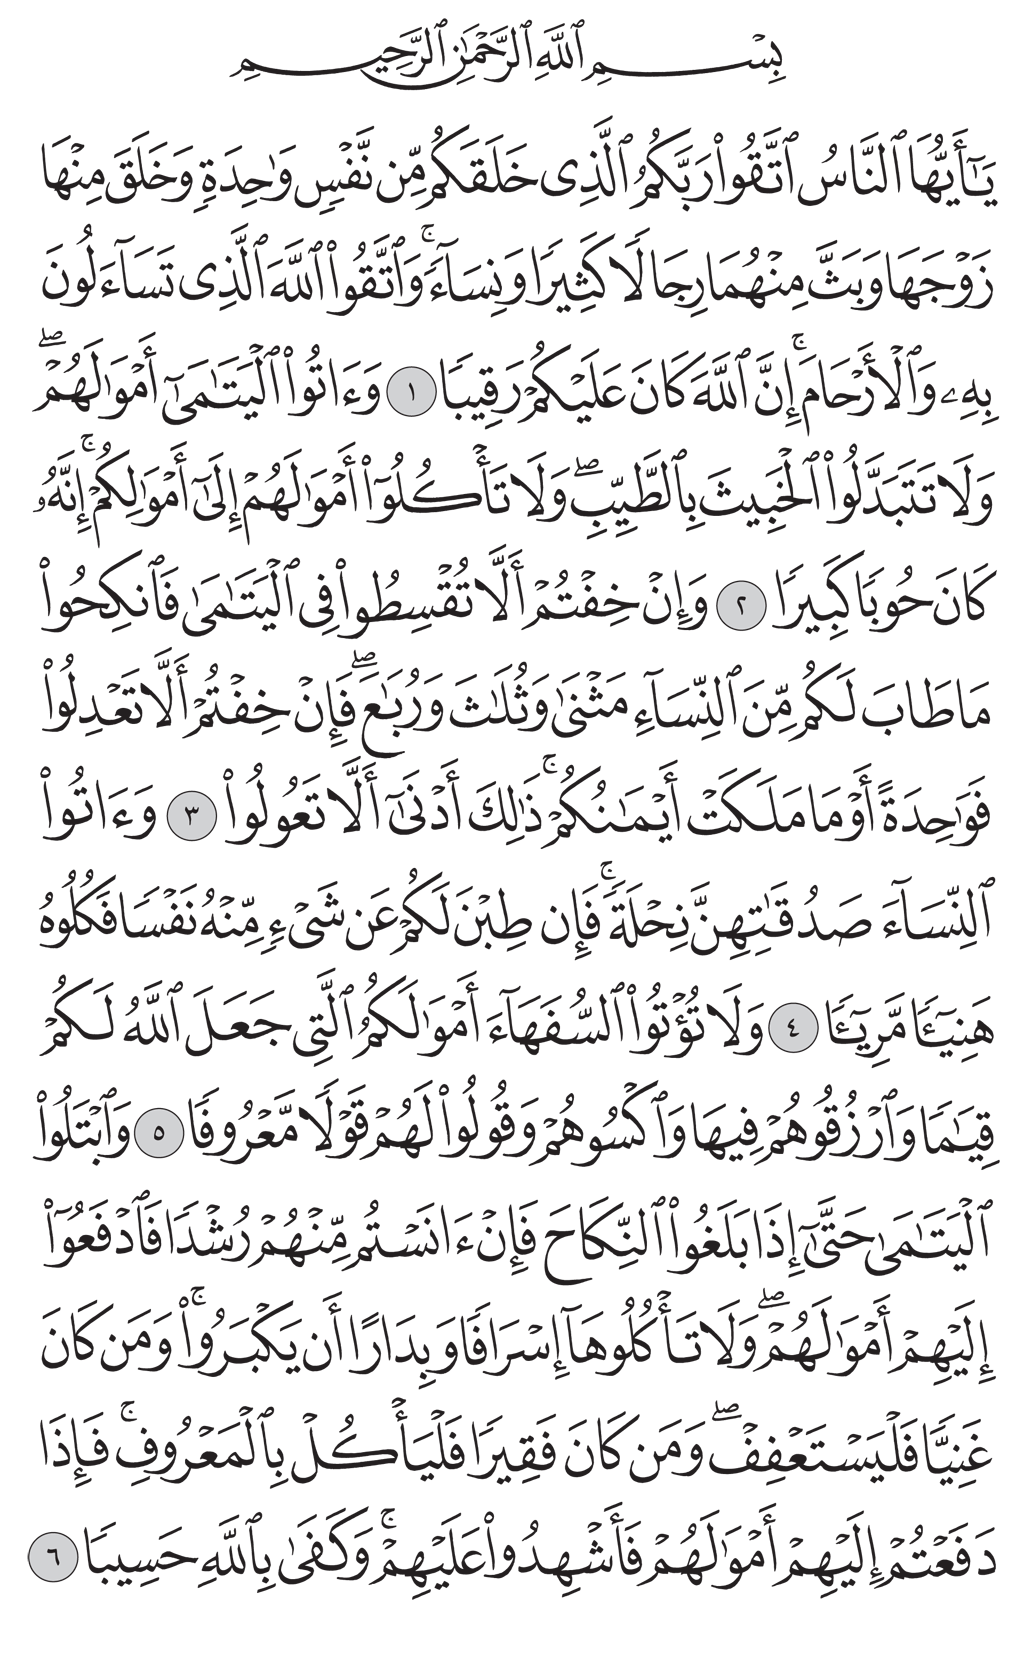 بِسۡمِ ٱللَّهِ ٱلرَّحۡمَٰنِ ٱلرَّحِيمِ
يَٰٓأَيُّهَا ٱلنَّاسُ ٱتَّقُواْ رَبَّكُمُ ٱلَّذِي خَلَقَكُم مِّن نَّفۡسٖ وَٰحِدَةٖ وَخَلَقَ مِنۡهَا
زَوۡجَهَا وَبَثَّ مِنۡهُمَا رِجَالٗا كَثِيرٗا وَنِسَآءٗۚ وَٱتَّقُواْ ٱللَّهَ ٱلَّذِي تَسَآءَلُونَ
بِهِۦ وَٱلۡأَرۡحَامَۚ إِنَّ ٱللَّهَ كَانَ عَلَيۡكُمۡ رَقِيبٗا ١ وَءَاتُواْ ٱلۡيَتَٰمَىٰٓ أَمۡوَٰلَهُمۡۖ
وَلَا تَتَبَدَّلُواْ ٱلۡخَبِيثَ بِٱلطَّيِّبِۖ وَلَا تَأۡكُلُوٓاْ أَمۡوَٰلَهُمۡ إِلَىٰٓ أَمۡوَٰلِكُمۡۚ إِنَّهُۥ
كَانَ حُوبٗا كَبِيرٗا ٢ وَإِنۡ خِفۡتُمۡ أَلَّا تُقۡسِطُواْ فِي ٱلۡيَتَٰمَىٰ فَٱنكِحُواْ
مَا طَابَ لَكُم مِّنَ ٱلنِّسَآءِ مَثۡنَىٰ وَثُلَٰثَ وَرُبَٰعَۖ فَإِنۡ خِفۡتُمۡ أَلَّا تَعۡدِلُواْ
فَوَٰحِدَةً أَوۡ مَا مَلَكَتۡ أَيۡمَٰنُكُمۡۚ ذَٰلِكَ أَدۡنَىٰٓ أَلَّا تَعُولُواْ ٣ وَءَاتُواْ
ٱلنِّسَآءَ صَدُقَٰتِهِنَّ نِحۡلَةٗۚ فَإِن طِبۡنَ لَكُمۡ عَن شَيۡءٖ مِّنۡهُ نَفۡسٗا فَكُلُوهُ
هَنِيٓـٔٗا مَّرِيٓـٔٗا ٤ وَلَا تُؤۡتُواْ ٱلسُّفَهَآءَ أَمۡوَٰلَكُمُ ٱلَّتِي جَعَلَ ٱللَّهُ لَكُمۡ
قِيَٰمٗا وَٱرۡزُقُوهُمۡ فِيهَا وَٱكۡسُوهُمۡ وَقُولُواْ لَهُمۡ قَوۡلٗا مَّعۡرُوفٗا ٥ وَٱبۡتَلُواْ
ٱلۡيَتَٰمَىٰ حَتَّىٰٓ إِذَا بَلَغُواْ ٱلنِّكَاحَ فَإِنۡ ءَانَسۡتُم مِّنۡهُمۡ رُشۡدٗا فَٱدۡفَعُوٓاْ
إِلَيۡهِمۡ أَمۡوَٰلَهُمۡۖ وَلَا تَأۡكُلُوهَآ إِسۡرَافٗا وَبِدَارًا أَن يَكۡبَرُواْۚ وَمَن كَانَ
غَنِيّٗا فَلۡيَسۡتَعۡفِفۡۖ وَمَن كَانَ فَقِيرٗا فَلۡيَأۡكُلۡ بِٱلۡمَعۡرُوفِۚ فَإِذَا
دَفَعۡتُمۡ إِلَيۡهِمۡ أَمۡوَٰلَهُمۡ فَأَشۡهِدُواْ عَلَيۡهِمۡۚ وَكَفَىٰ بِٱللَّهِ حَسِيبٗا ٦